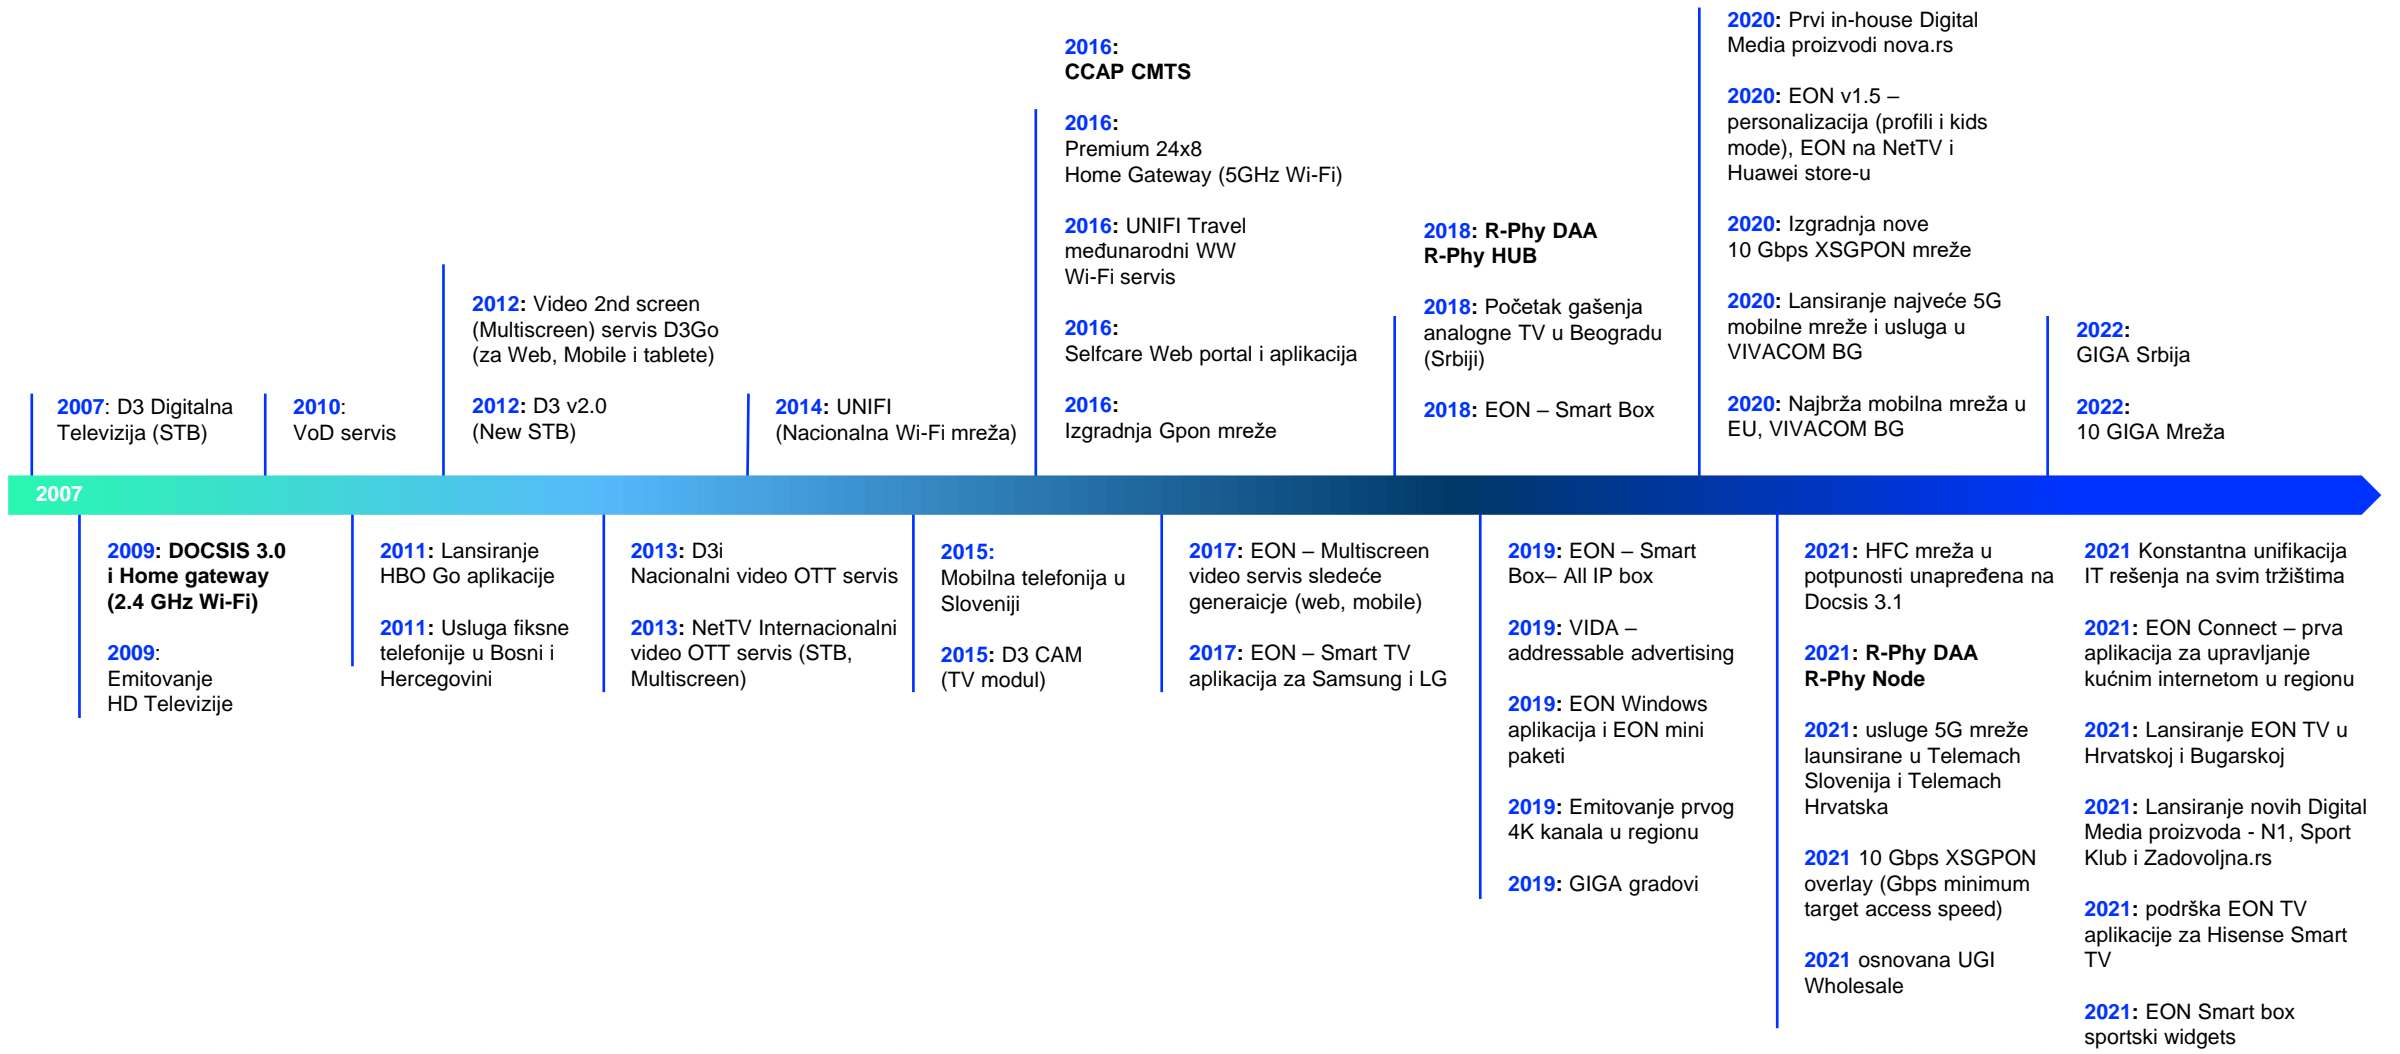 2007: D3 Digitalna
Televizija (STB)
2010:
VoD servis
2012: Video 2nd screen
(Multiscreen) servis D3Go
(za Web, Mobile i tablete)
2012: D3 v2.0
(New STB)
2014: UNIFI
(Nacionalna Wi-Fi mreža)
2016:
CCAP CMTS
2016:
Premium 24x8
Home Gateway (5GHz Wi-Fi)
2016: UNIFI Travel
međunarodni WW
Wi-Fi servis
2016:
Selfcare Web portal i aplikacija
2016:
Izgradnja Gpon mreže
2018: R-Phy DAA
R-Phy HUB
2018: Početak gašenja
analogne TV u Beogradu
(Srbiji)
2018: EON – Smart Box
2020: Prvi in-house Digital
Media proizvodi nova.rs
2020: EON v1.5 –
personalizacija (profili i kids
mode), EON na NetTV i
Huawei store-u
2020: Izgradnja nove
10 Gbps XSGPON mreže
2020: Lansiranje najveće 5G
mobilne mreže i usluga u
VIVACOM BG
2020: Najbrža mobilna mreža u
EU, VIVACOM BG
2022:
GIGA Srbija
2022:
10 GIGA Mreža
2007
2009: DOCSIS 3.0
i Home gateway
(2.4 GHz Wi-Fi)
2009:
Emitovanje
HD Televizije
2011: Lansiranje
HBO Go aplikacije
2011: Usluga fiksne
telefonije u Bosni i
Hercegovini
2013: D3i
Nacionalni video OTT servis
2013: NetTV Internacionalni
video OTT servis (STB,
Multiscreen)
2015:
Mobilna telefonija u
Sloveniji
2015: D3 CAM
(TV modul)
2017: EON – Multiscreen
video servis sledeće
generaicje (web, mobile)
2017: EON – Smart TV
aplikacija za Samsung i LG
2019: EON – Smart
Box– All IP box
2019: VIDA –
addressable advertising
2019: EON Windows
aplikacija i EON mini
paketi
2019: Emitovanje prvog
4K kanala u regionu
2019: GIGA gradovi
2021: HFC mreža u
potpunosti unapređena na
Docsis 3.1
2021: R-Phy DAA
R-Phy Node
2021: usluge 5G mreže
launsirane u Telemach
Slovenija i Telemach
Hrvatska
2021 10 Gbps XSGPON
overlay (Gbps minimum
target access speed)
2021 osnovana UGI
Wholesale
2021 Konstantna unifikacija
IT rešenja na svim tržištima
2021: EON Connect – prva
aplikacija za upravljanje
kućnim internetom u regionu
2021: Lansiranje EON TV u
Hrvatskoj i Bugarskoj
2021: Lansiranje novih Digital
Media proizvoda - N1, Sport
Klub i Zadovoljna.rs
2021: podrška EON TV
aplikacije za Hisense Smart
TV
2021: EON Smart box
sportski widgets